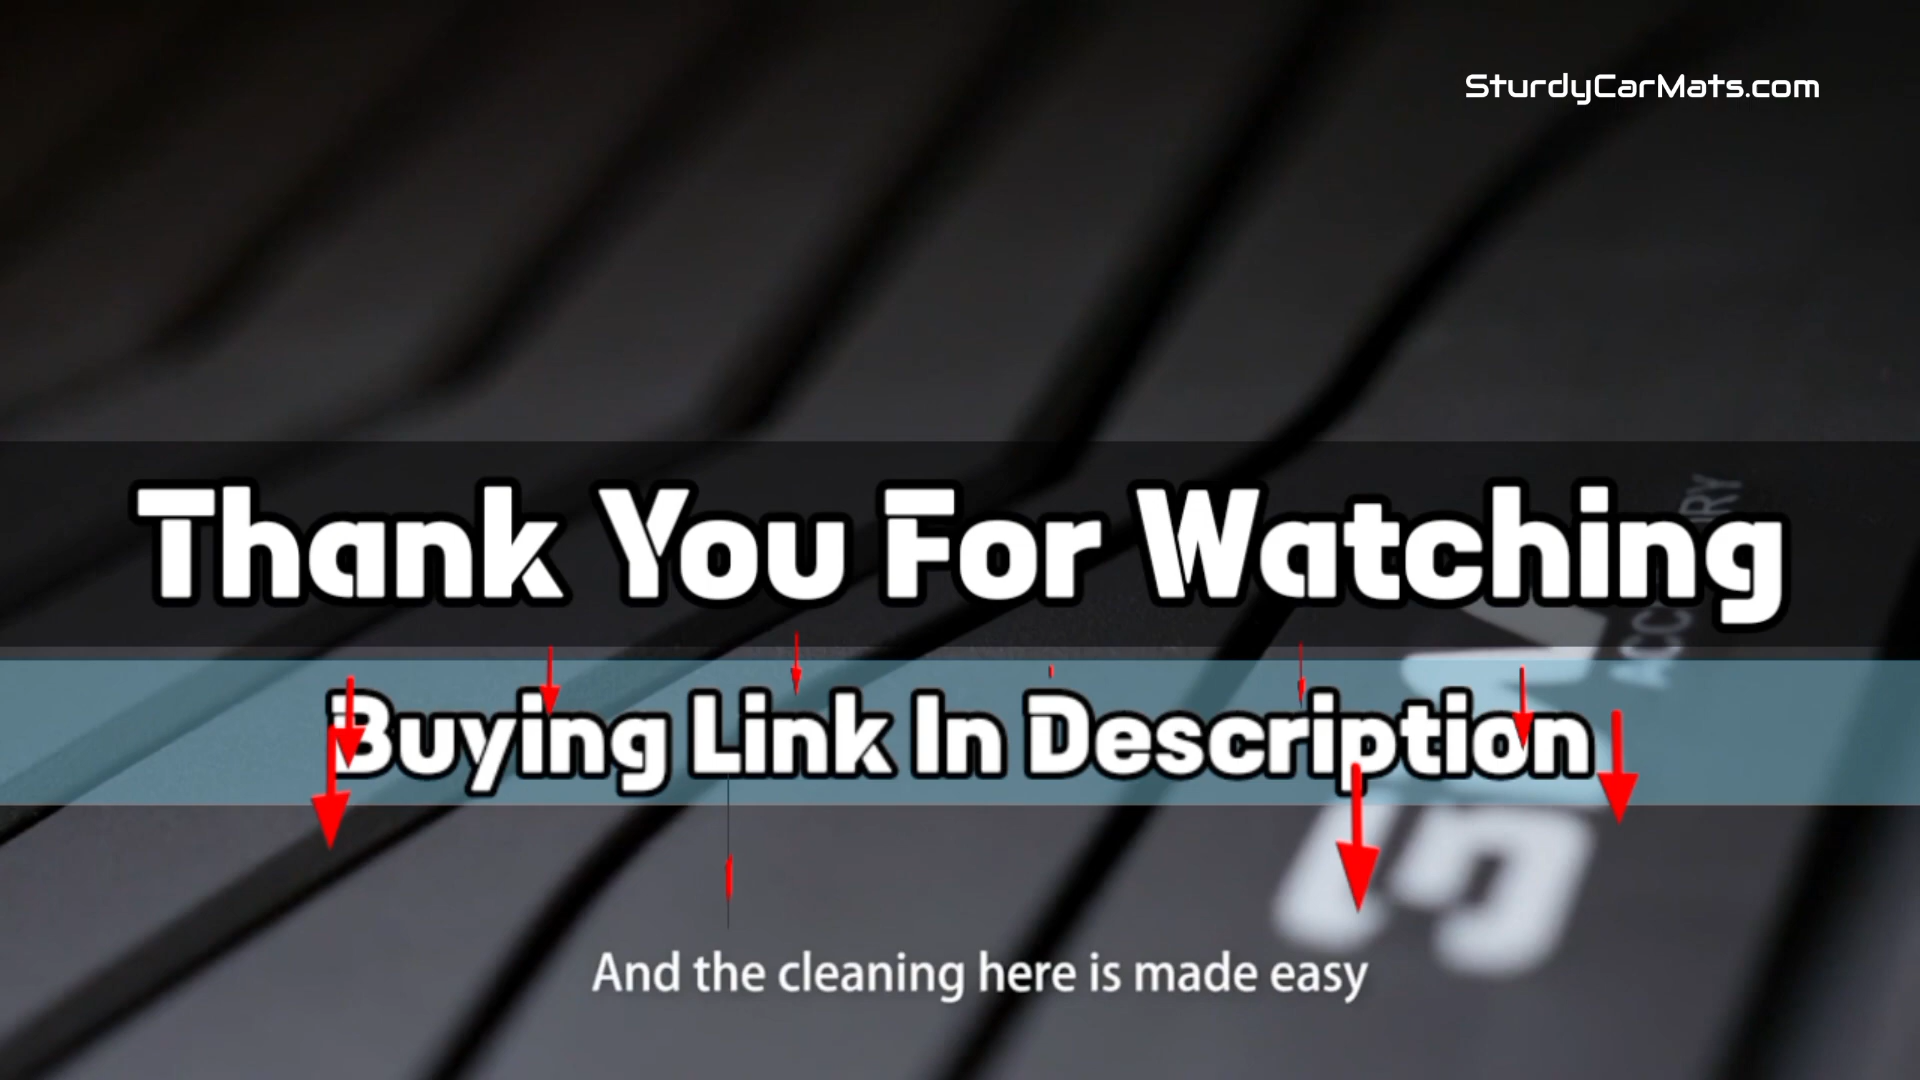 SturdyCarMats.com
Thank You For Watching
Buying Link In Description
And the cleaning here is made easy